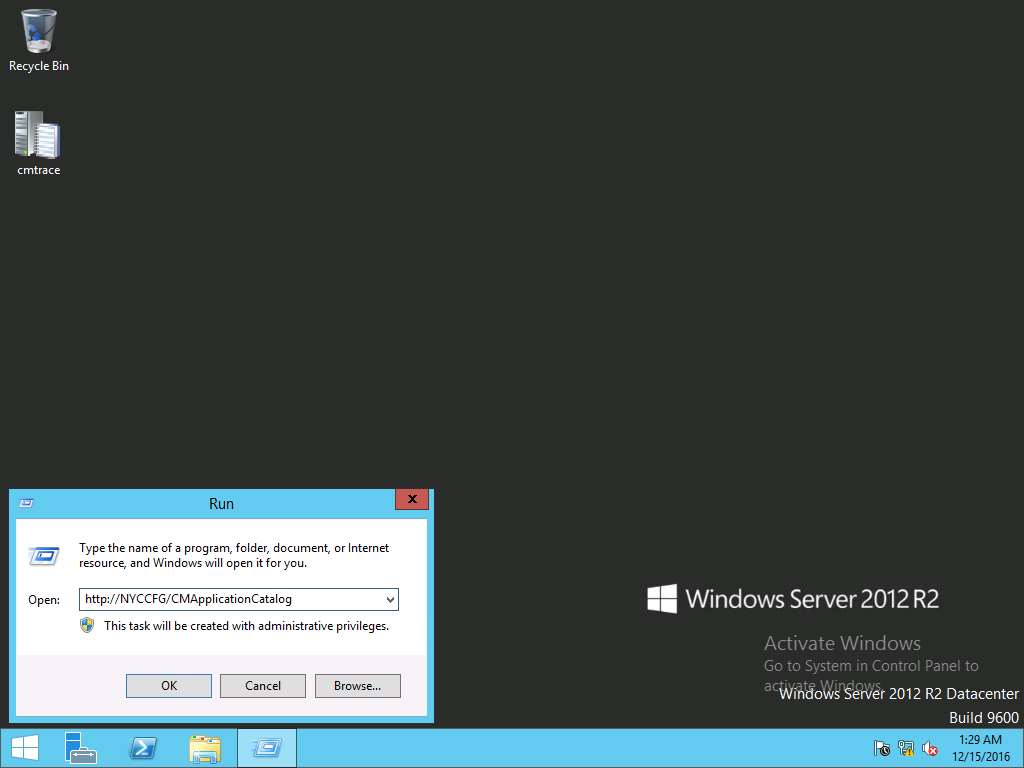 Recycle Bin
cmtrace
Run
x
Type the name of a program, folder, document, or Internet
resource, and Windows will open it for you.
Open:
http://NYCCFG/CMApplicationCatalog
This task will be created with administrative privileges.
OK
Cancel
Browse...
Windows Server 2012 R2
Activate Windows
Go to System in Control Panel to
activate Windows.
Windows Server 2012 R2 Datacenter
Build 9600
1:29 AM
12/15/2016